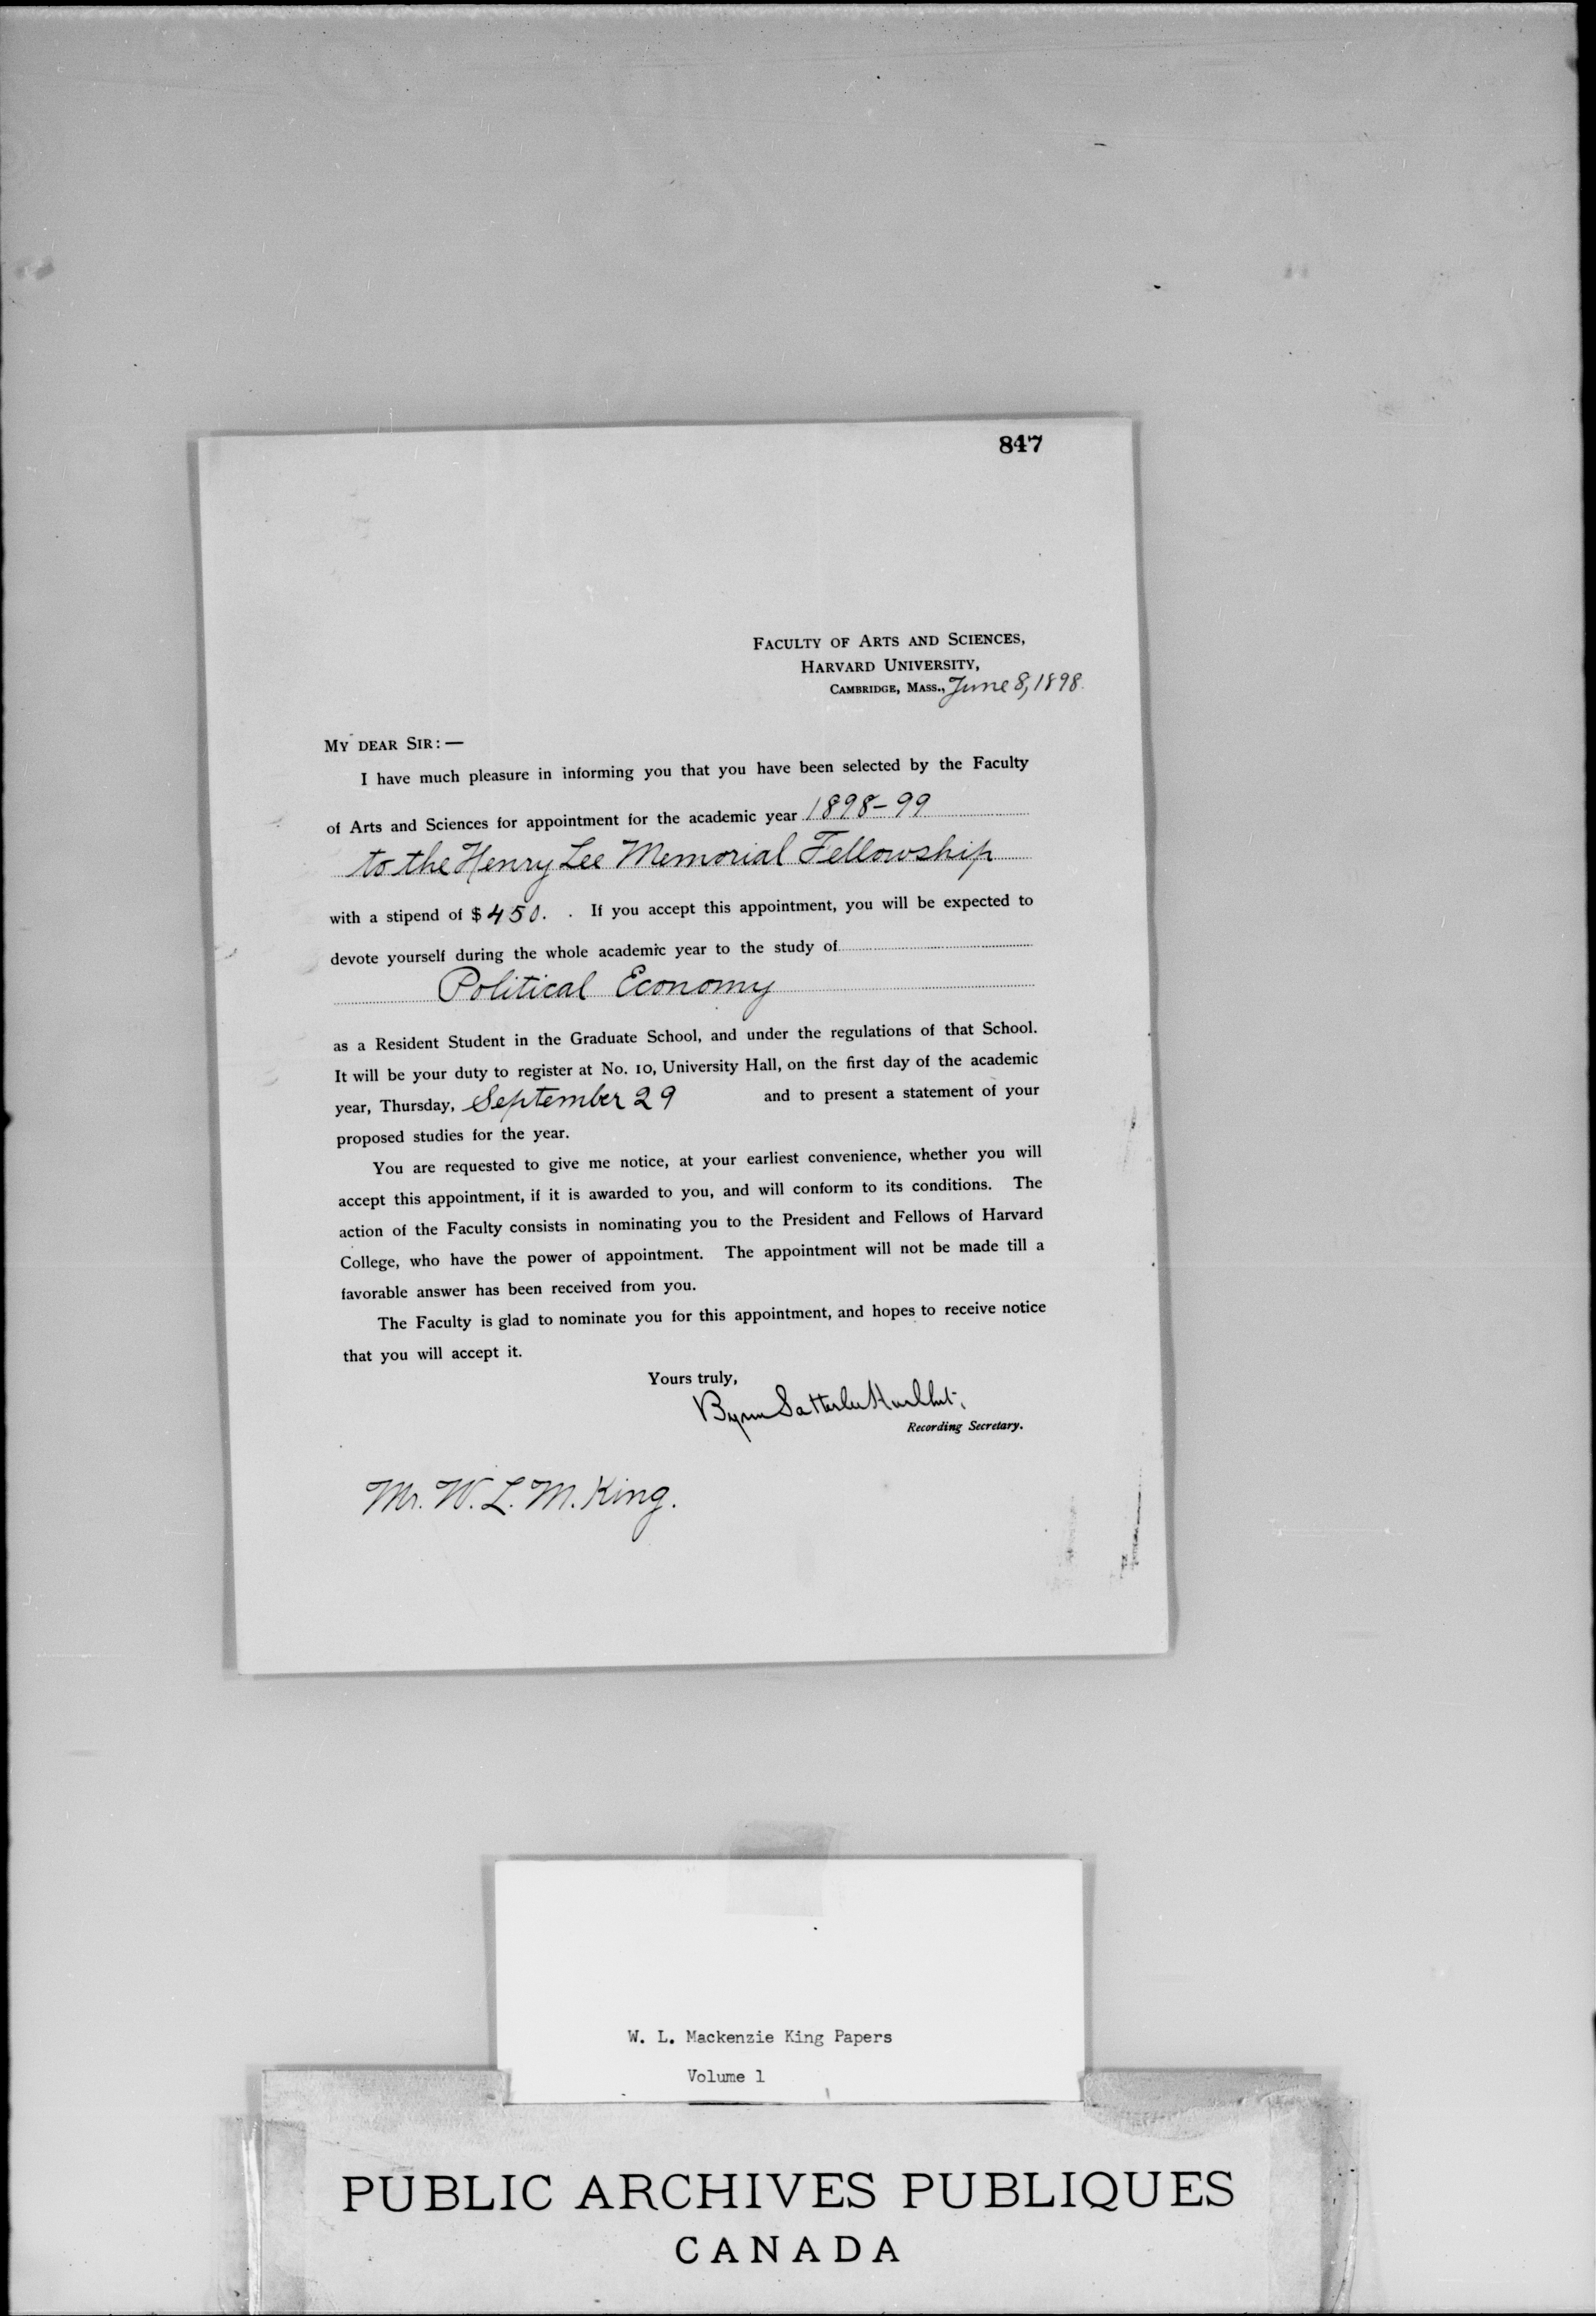 847
FACULTY OF ARTS AND SCIENCES,
HARVARD UNIVERSITY,
CAMBRIDGE, MASS., June 8, 1898.
MY DEAR SIR:—
I have much pleasure in informing you that you have been selected by the Faculty
of Arts and Sciences for appointment for the academic year 1898-99
to the Henry Lee Memorial Fellowship
with a stipend of $450. . If you accept this appointment, you will be expected to
devote yourself during the whole academic year to the study of
Political Economy
as a Resident Student in the Graduate School, and under the regulations of that School.
It will be your duty to register at No. 10, University Hall, on the first day of the academic
year, Thursday, September 29 and to present a statement of your
proposed studies for the year.
You are requested to give me notice, at your earliest convenience, whether you will
accept this appointment, if it is awarded to you, and will conform to its conditions. The
action of the Faculty consists in nominating you to the President and Fellows of Harvard
College, who have the power of appointment. The appointment will not be made till a
favorable answer has been received from you.
The Faculty is glad to nominate you for this appointment, and hopes to receive notice
that you will accept it.
Yours truly,
Byron Satterlee Hurlbut,
Recording Secretary.
Mr. W. L. M. King.
W. L. Mackenzie King Papers
Volume 1
PUBLIC ARCHIVES PUBLIQUES
CANADA